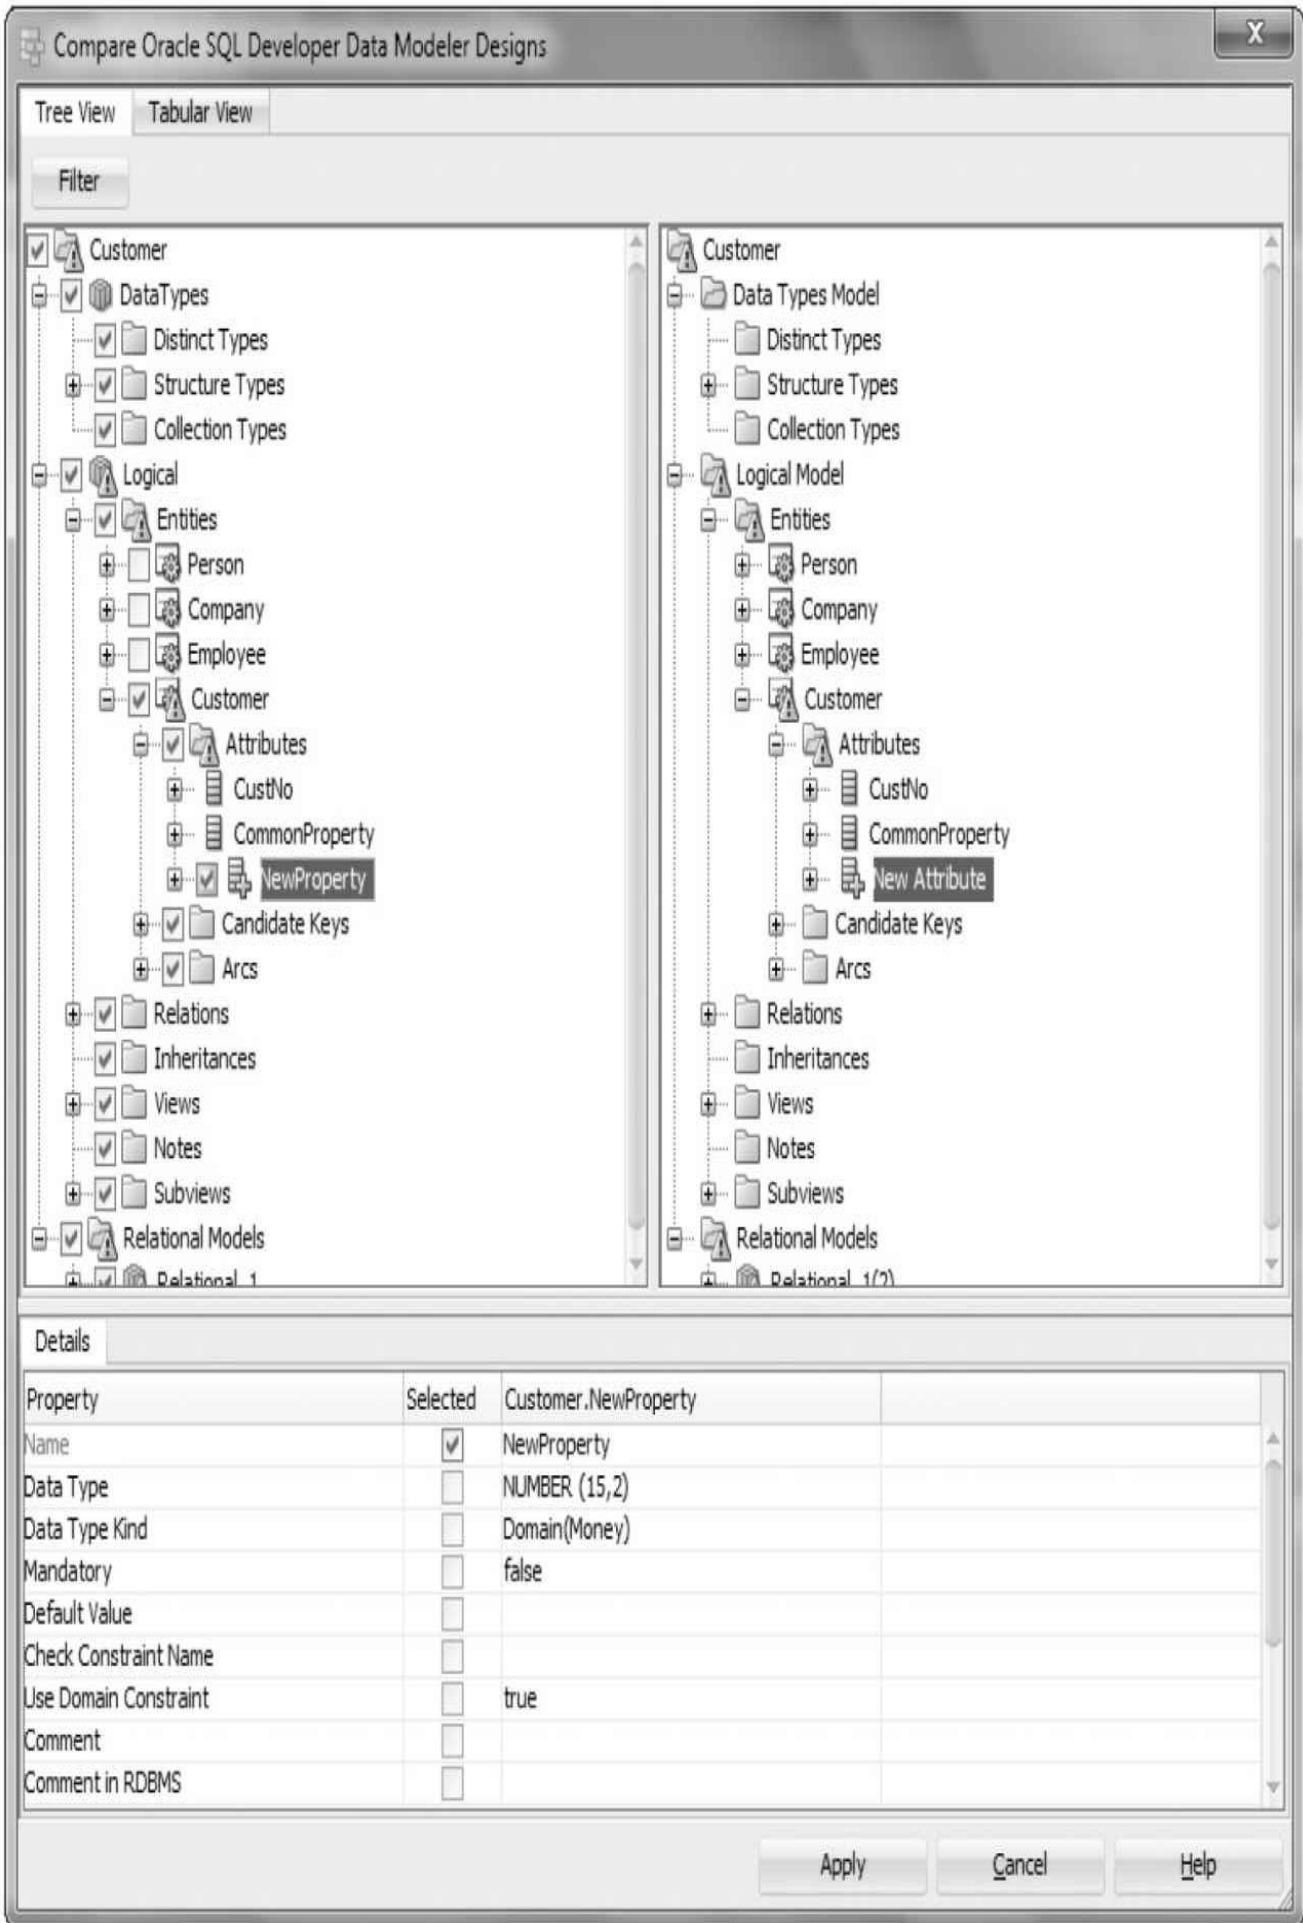 Compare Oracle SQL Developer Data Modeler Designs
X
Tree View Tabular View
Filter
Customer
DataTypes
Distinct Types
Structure Types
Collection Types
Logical
Entities
Person
Company
Employee
Customer
Attributes
CustNo
CommonProperty
NewProperty
Candidate Keys
Arcs
Relations
Inheritances
Views
Notes
Subviews
Relational Models
Relational_1
Customer
Data Types Model
Distinct Types
Structure Types
Collection Types
Logical Model
Entities
Person
Company
Employee
Customer
Attributes
CustNo
CommonProperty
New Attribute
Candidate Keys
Arcs
Relations
Inheritances
Views
Notes
Subviews
Relational Models
Relational_1(2)
Details
Property Selected Customer.NewProperty
Name NewProperty
Data Type NUMBER (15,2)
Data Type Kind Domain(Money)
Mandatory false
Default Value
Check Constraint Name
Use Domain Constraint true
Comment
Comment in RDBMS
Apply Cancel Help